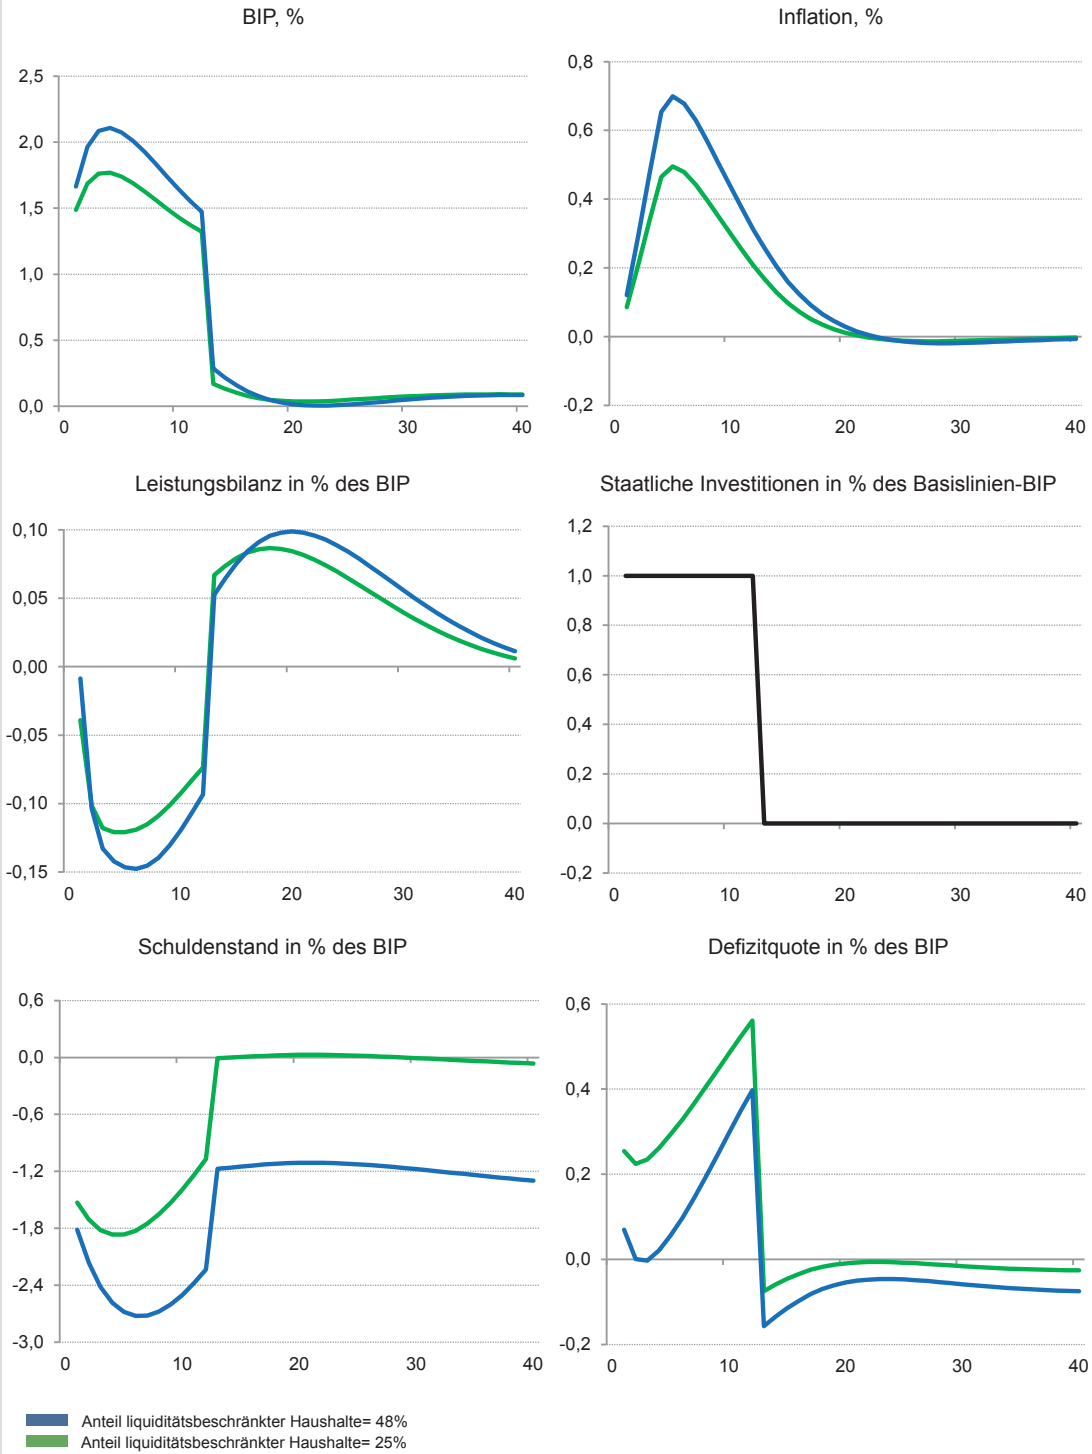 BIP, %
2,5
2,0
1,5
1,0
0,5
0,0
0 10 20 30 40
Inflation, %
0,8
0,6
0,4
0,2
0,0
-0,2
0 10 20 30 40
Leistungsbilanz in % des BIP
0,10
0,05
0,00
-0,05
-0,10
-0,15
0 10 20 30 40
Staatliche Investitionen in % des Basislinien-BIP
1,2
1,0
0,8
0,6
0,4
0,2
0,0
-0,2
0 10 20 30 40
Schuldenstand in % des BIP
0,6
0,0
-0,6
-1,2
-1,8
-2,4
-3,0
0 10 20 30 40
Defizitquote in % des BIP
0,6
0,4
0,2
0,0
-0,2
0 10 20 30 40
Anteil liquiditätsbeschränkter Haushalte= 48%
Anteil liquiditätsbeschränkter Haushalte= 25%